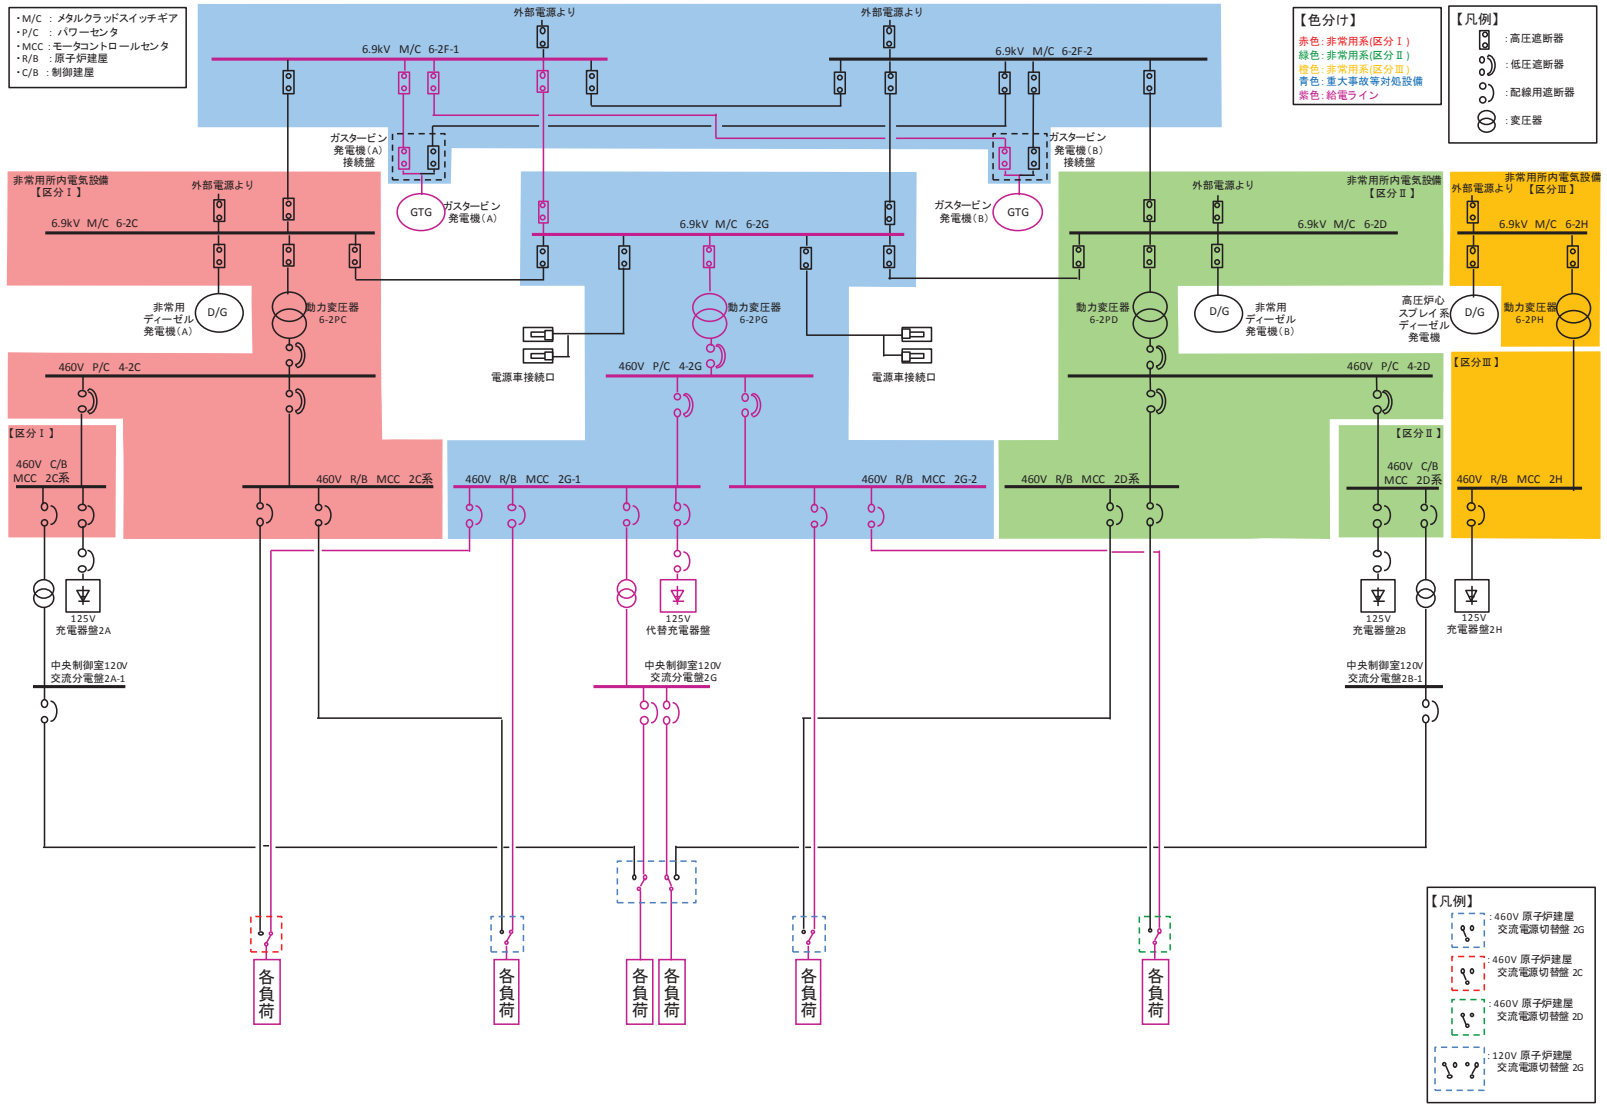 ・M/C : メタルクラッドスイッチギア
・P/C : パワーセンタ
・MCC : モータコントロールセンタ
・R/B : 原子炉建屋
・C/B : 制御建屋
外部電源より
外部電源より
【色分け】
赤色：非常用系(区分Ⅰ)
緑色：非常用系(区分Ⅱ)
橙色：非常用系(区分Ⅲ)
青色：重大事故等対処設備
紫色：給電ライン
【凡例】
：高圧遮断器
：低圧遮断器
：配線用遮断器
：変圧器
6.9kV M/C 6-2F-1
6.9kV M/C 6-2F-2
ガスタービン
発電機(A)
接続盤
ガスタービン
発電機(B)
接続盤
非常用所内電気設備
【区分Ⅰ】
外部電源より
6.9kV M/C 6-2C
GTG
ガスタービン
発電機(A)
6.9kV M/C 6-2G
ガスタービン
発電機(B)
GTG
外部電源より
非常用所内電気設備
【区分Ⅱ】
6.9kV M/C 6-2D
非常用所内電気設備
【区分Ⅲ】
外部電源より
6.9kV M/C 6-2H
非常用
ディーゼル
発電機(A)
D/G
動力変圧器
6-2PC
動力変圧器
6-2PG
動力変圧器
6-2PD
D/G
非常用
ディーゼル
発電機(B)
高圧炉心
スプレイ系
ディーゼル
発電機
D/G
動力変圧器
6-2PH
電源車接続口
電源車接続口
460V P/C 4-2C
460V P/C 4-2G
460V P/C 4-2D
【区分Ⅲ】
【区分Ⅰ】
460V C/B
MCC 2C系
460V R/B MCC 2C系
460V R/B MCC 2G-1
460V R/B MCC 2G-2
460V R/B MCC 2D系
【区分Ⅱ】
460V C/B
MCC 2D系
460V R/B MCC 2H
125V
充電器盤2A
125V
代替充電器盤
125V
充電器盤2B
125V
充電器盤2H
中央制御室120V
交流分電盤2A-1
中央制御室120V
交流分電盤2G
中央制御室120V
交流分電盤2B-1
各負荷
各負荷
各負荷
各負荷
各負荷
各負荷
【凡例】
：460V 原子炉建屋
交流電源切替盤 2G
：460V 原子炉建屋
交流電源切替盤 2C
：460V 原子炉建屋
交流電源切替盤 2D
：120V 原子炉建屋
交流電源切替盤 2G